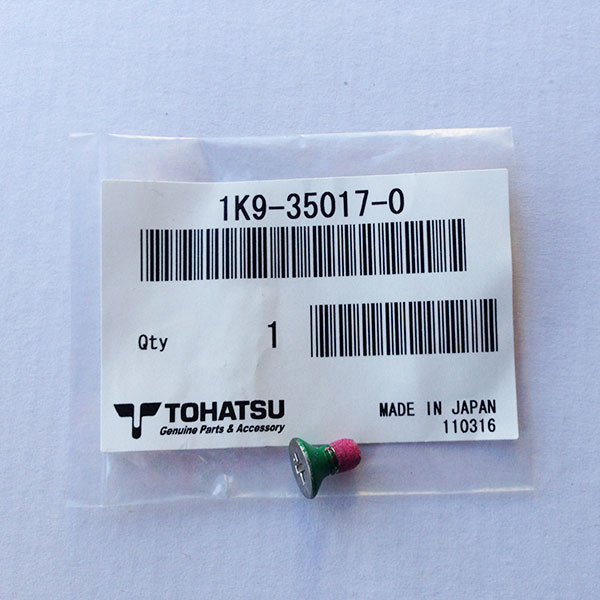 1K9-35017-0
Qty 1
TOHATSU
Genuine Parts & Accessory
MADE IN JAPAN
110316